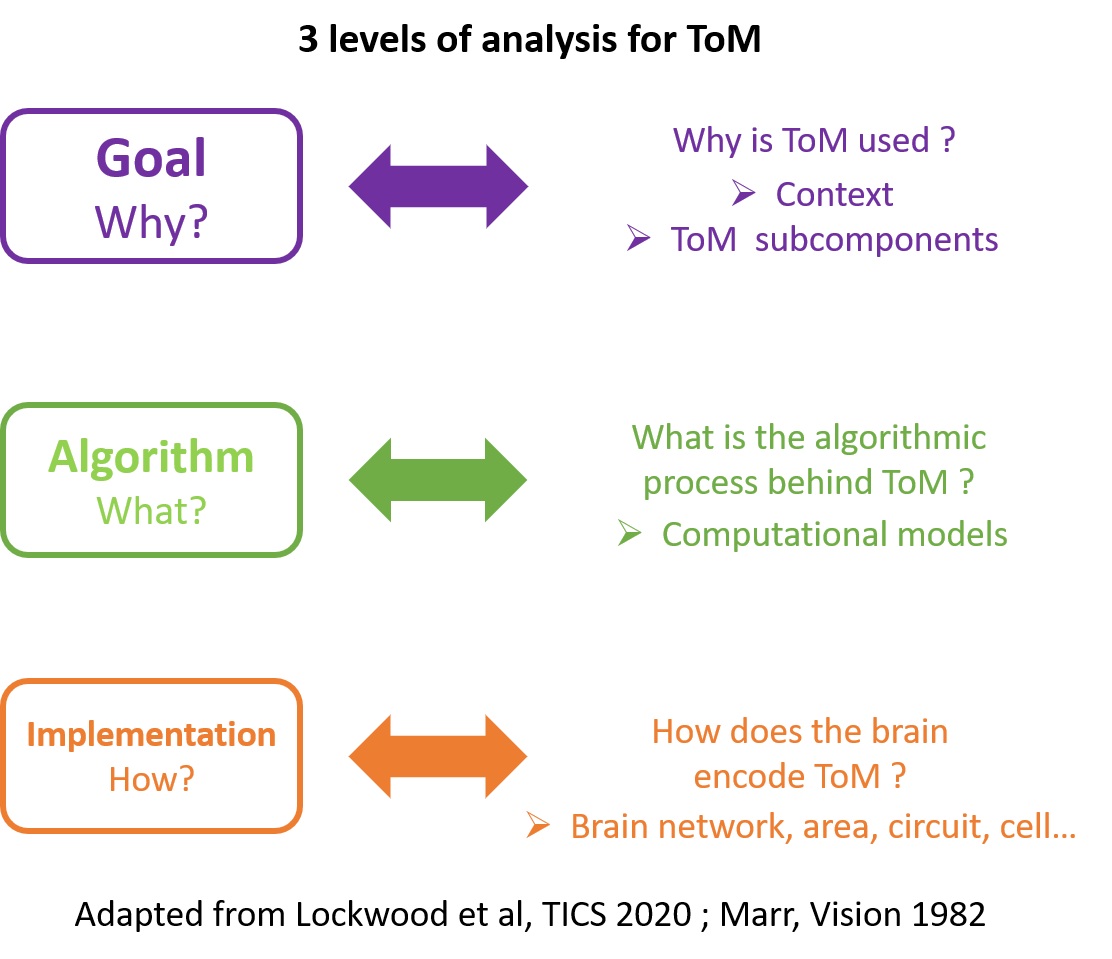 3 levels of analysis for ToM
Goal
Why?
Why is ToM used ?
➢ Context
➢ ToM subcomponents
Algorithm
What?
What is the algorithmic
process behind ToM ?
➢ Computational models
Implementation
How?
How does the brain
encode ToM ?
➢ Brain network, area, circuit, cell...
Adapted from Lockwood et al, TICS 2020 ; Marr, Vision 1982